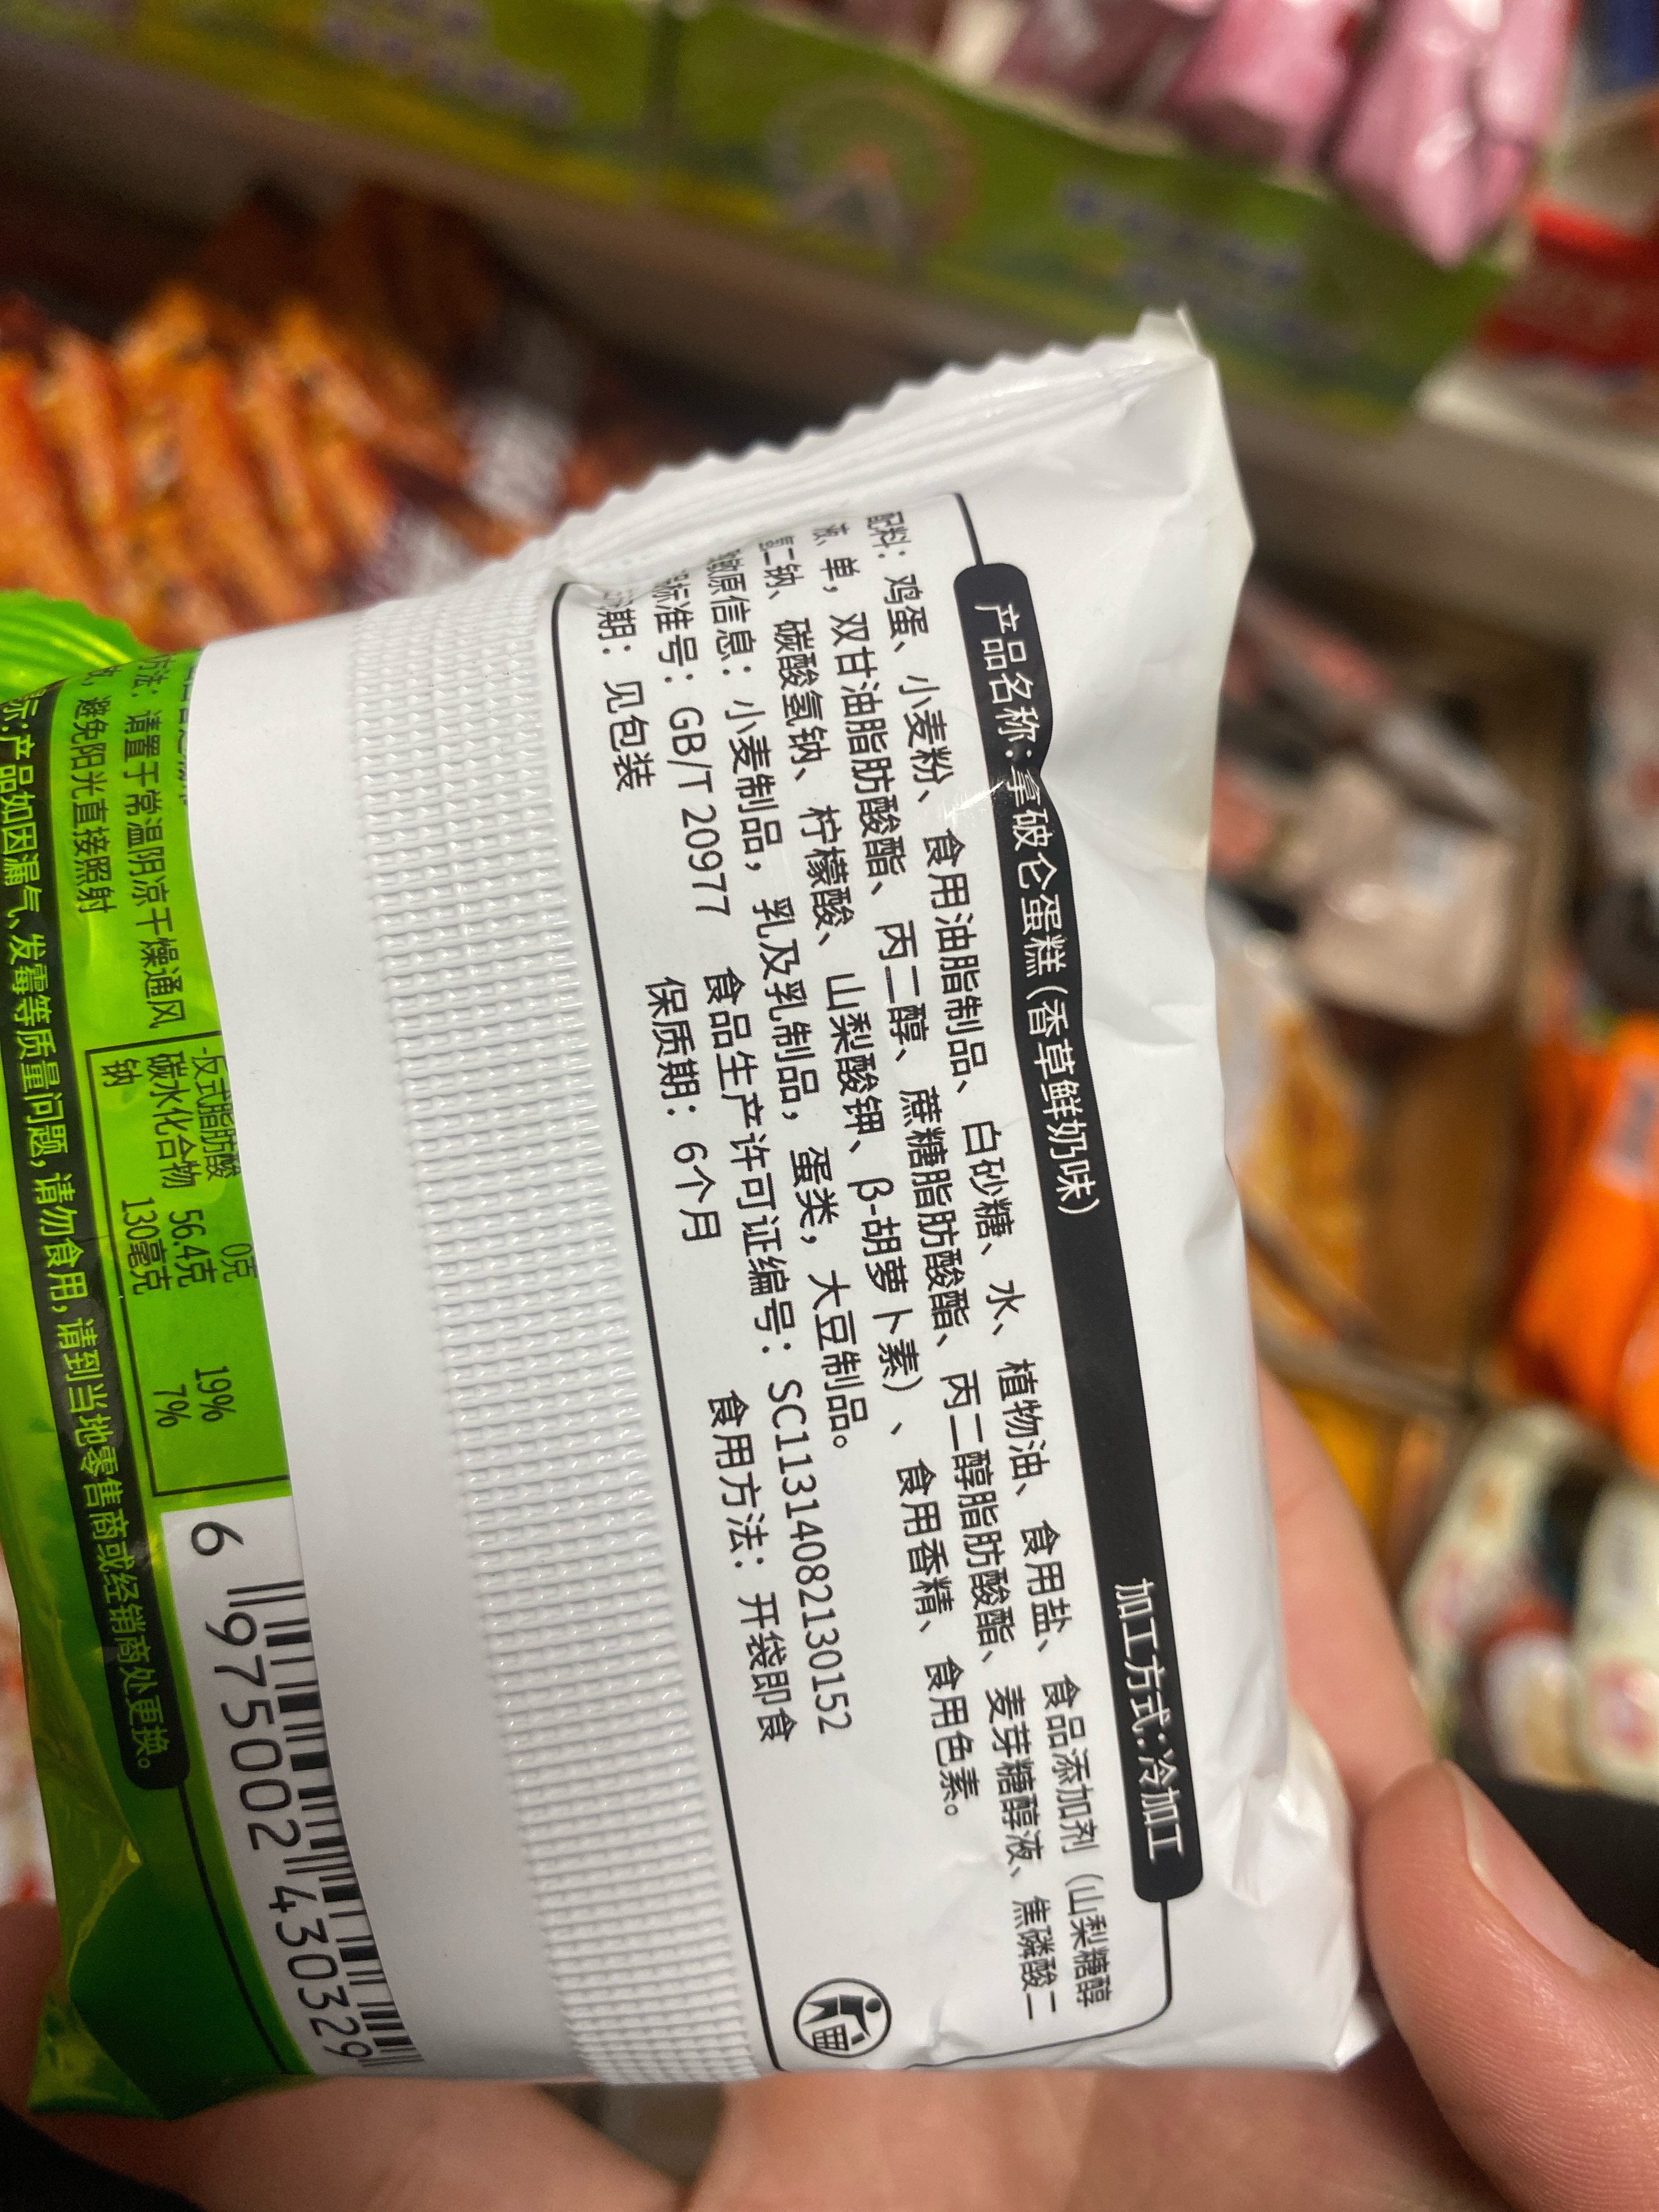 产品名称:拿破仑蛋糕(香草鲜奶味) 加工方式:冷加工
配料:鸡蛋、小麦粉、食用油脂制品、白砂糖、水、植物油、食用盐、食品添加剂(山梨糖醇
液、单,双甘油脂肪酸酯、丙二醇、蔗糖脂肪酸酯、丙二醇脂肪酸酯、麦芽糖醇液、焦磷酸二
氢二钠、碳酸氢钠、柠檬酸、山梨酸钾、β-胡萝卜素)、食用香精、食用色素。
敏原信息:小麦制品,乳及乳制品,蛋类,大豆制品。
标准号:GB/T 20977 食品生产许可证编号:SC11314082130152
期:见包装 保质期:6个月 食用方法:开袋即食
-反式脂肪酸 0克
碳水化合物 56.4克 19%
钠 130毫克 7%
方法:请置于常温阴凉干燥通风
避免阳光直接照射
示:产品如因漏气、发霉等质量问题,请勿食用,请到当地零售商或经销商处更换。
6 975002 430329